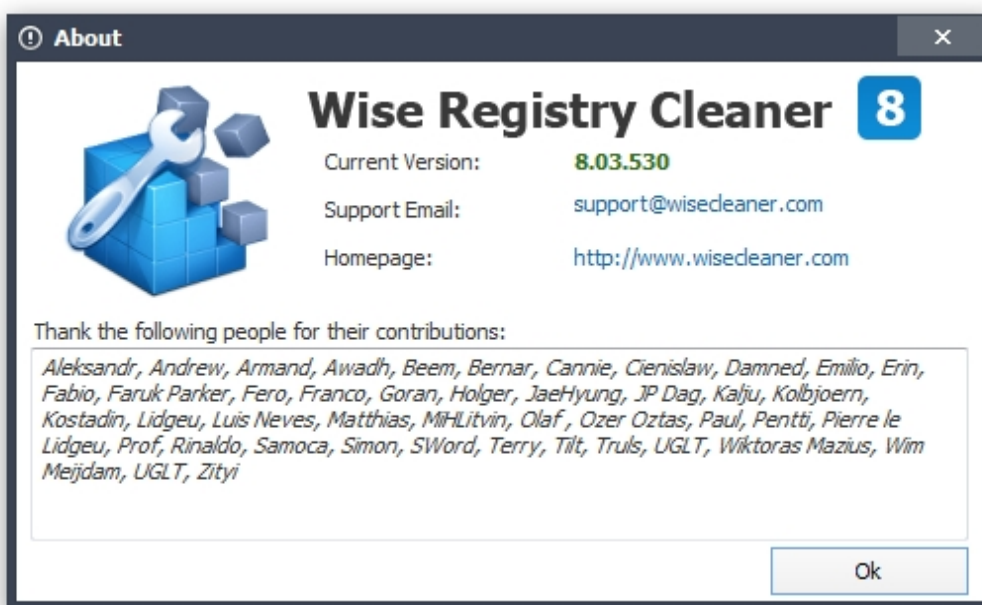 About
Wise Registry Cleaner 8
Current Version: 8.03.530
Support Email: support@wisecleaner.com
Homepage: http://www.wisecleaner.com
Thank the following people for their contributions:
Aleksandr, Andrew, Armand, Awadh, Beem, Bernar, Cannie, Cienislaw, Damned, Emilio, Erin,
Fabio, Faruk Parker, Fero, Franco, Goran, Holger, JaeHyung, JP Dag, Kalju, Kolbjoern,
Kostadin, Lidgeu, Luis Neves, Matthias, MiHLitvin, Olaf , Ozer Oztas, Paul, Pentti, Pierre le
Lidgeu, Prof, Rinaldo, Samoca, Simon, SWord, Terry, Tilt, Truls, UGLT, Wiktoras Mazius, Wim
Meijdam, UGLT, Zityi
Ok